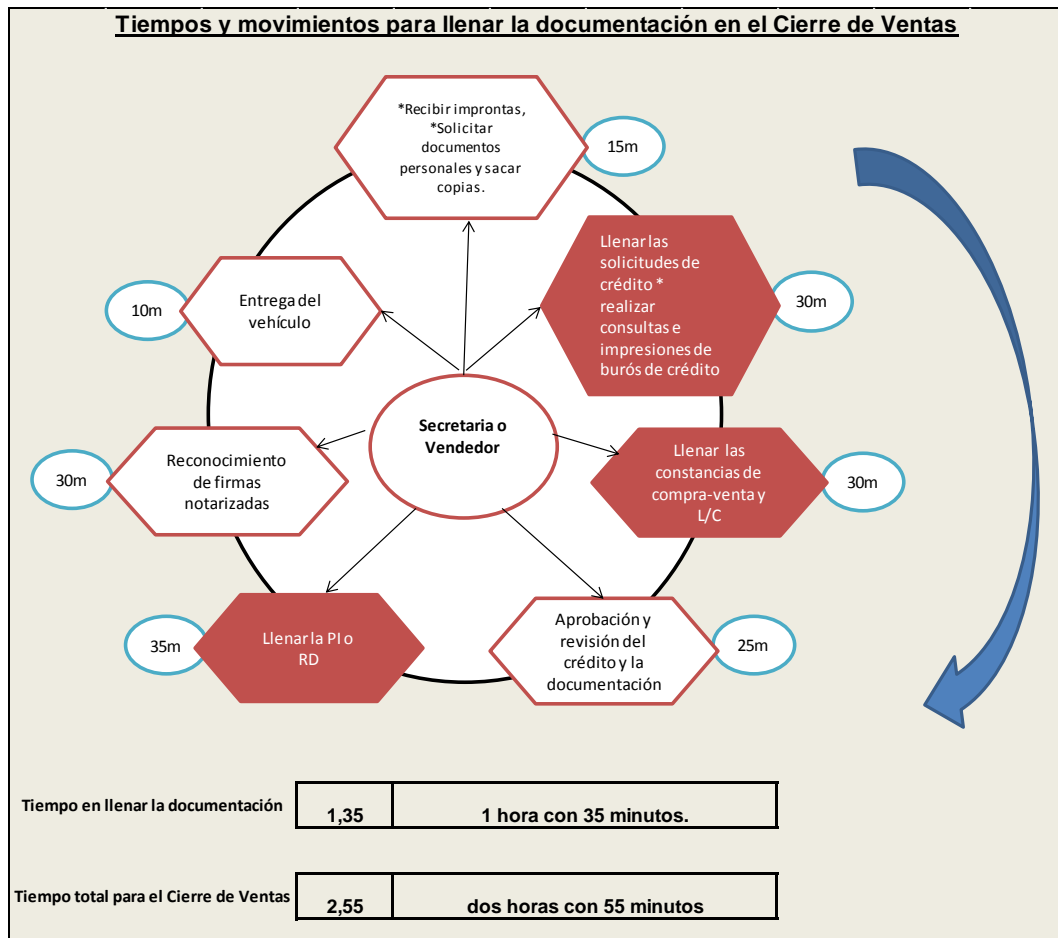 Tiempos y movimientos para llenar la documentación en el Cierre de Ventas
*Recibir improntas,
*Solicitar
documentos
personales y sacar
copias.
15m
Llenar las
solicitudes de
crédito *
realizar
consultas e
impresiones de
burós de crédito
30m
Llenar las
constancias de
compra-venta y
L/C
30m
Aprobación y
revisión del
crédito y la
documentación
25m
Llenar la PI o
RD
35m
Reconocimiento
de firmas
notarizadas
30m
Entrega del
vehículo
10m
Secretaria o
Vendedor
Tiempo en llenar la documentación
1,35
1 hora con 35 minutos.
Tiempo total para el Cierre de Ventas
2,55
dos horas con 55 minutos